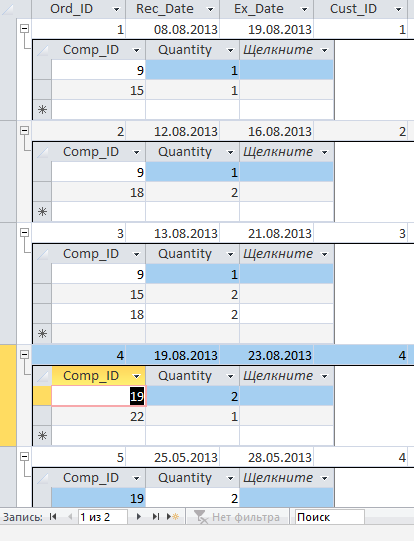 Ord_ID Rec_Date Ex_Date Cust_ID
1 08.08.2013 19.08.2013 1
Comp_ID Quantity Щелкните
9 1
15 1
2 12.08.2013 16.08.2013 2
Comp_ID Quantity Щелкните
9 1
18 2
3 13.08.2013 21.08.2013 3
Comp_ID Quantity Щелкните
9 1
15 2
18 2
4 19.08.2013 23.08.2013 4
Comp_ID Quantity Щелкните
19 2
22 1
5 25.05.2013 28.05.2013 4
Comp_ID Quantity Щелкните
19 2
Запись: 1 из 2 Нет фильтра Поиск